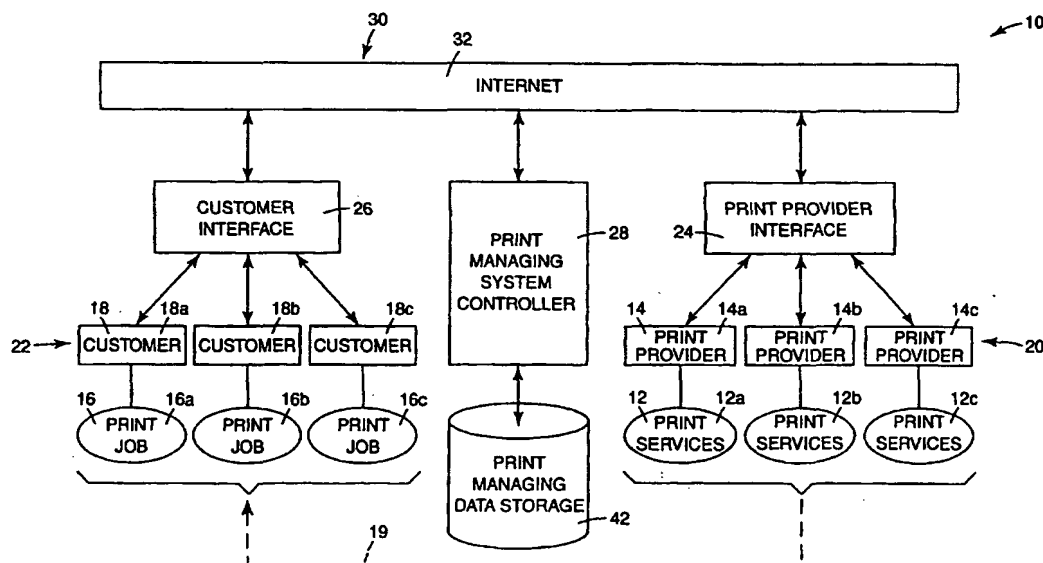 30
10
32
INTERNET
CUSTOMER
INTERFACE
26
PRINT
MANAGING
SYSTEM
CONTROLLER
28
PRINT PROVIDER
INTERFACE
24
22
18
18a
CUSTOMER
18b
CUSTOMER
18c
CUSTOMER
14
14a
PRINT
PROVIDER
14b
PRINT
PROVIDER
14c
PRINT
PROVIDER
20
16
16a
PRINT
JOB
16b
PRINT
JOB
16c
PRINT
JOB
PRINT
MANAGING
DATA STORAGE
42
12
12a
PRINT
SERVICES
12b
PRINT
SERVICES
12c
PRINT
SERVICES
19